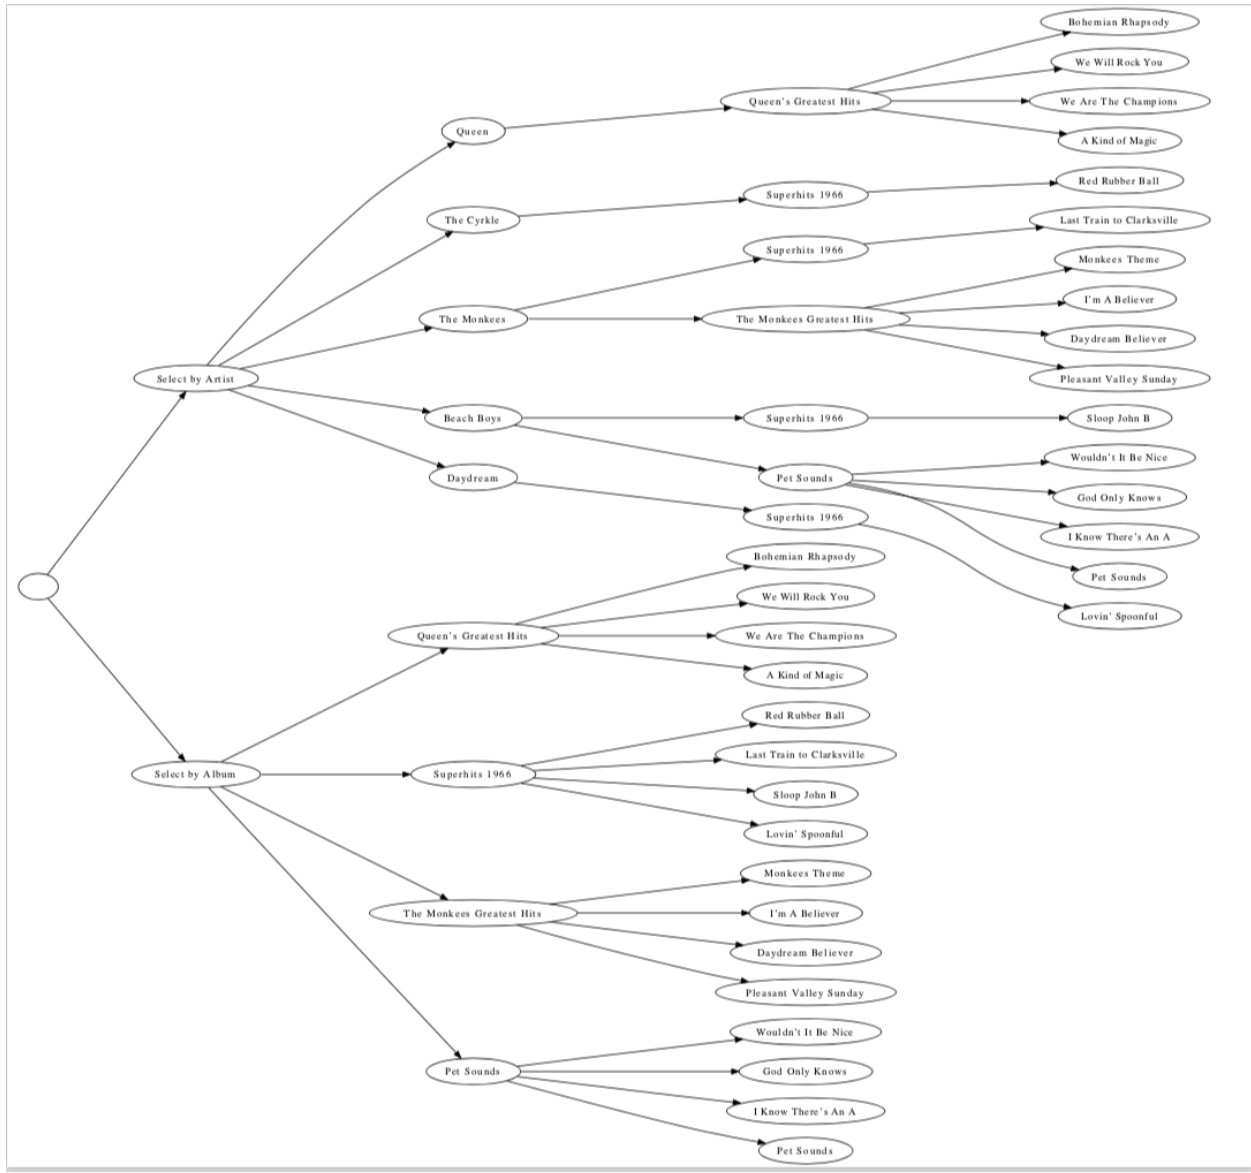 Bohemian Rhapsody
We Will Rock You
Queen's Greatest Hits
We Are The Champions
Queen
A Kind of Magic
Red Rubber Ball
Superhits 1966
The Cyrkle
Last Train to Clarksville
Superhits 1966
Monkees Theme
I'm A Believer
The Monkees
The Monkees Greatest Hits
Daydream Believer
Select by Artist
Pleasant Valley Sunday
Beach Boys
Superhits 1966
Sloop John B
Wouldn't It Be Nice
Daydream
Pet Sounds
God Only Knows
Superhits 1966
I Know There's An A
Bohemian Rhapsody
Pet Sounds
We Will Rock You
Lovin' Spoonful
Queen's Greatest Hits
We Are The Champions
A Kind of Magic
Red Rubber Ball
Last Train to Clarksville
Select by Album
Superhits 1966
Sloop John B
Lovin' Spoonful
Monkees Theme
The Monkees Greatest Hits
I'm A Believer
Daydream Believer
Pleasant Valley Sunday
Wouldn't It Be Nice
Pet Sounds
God Only Knows
I Know There's An A
Pet Sounds